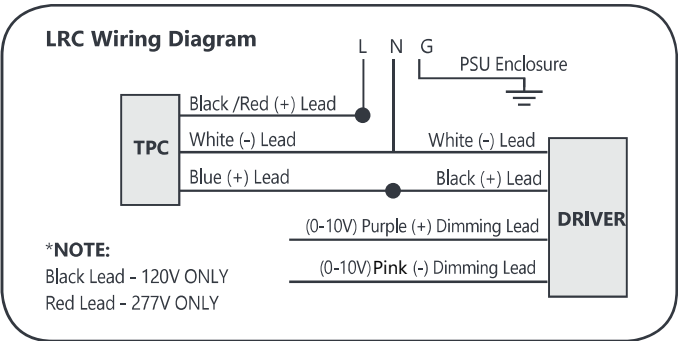 LRC Wiring Diagram
L N G
PSU Enclosure
Black /Red (+) Lead
TPC
White (-) Lead
White (-) Lead
Blue (+) Lead
Black (+) Lead
DRIVER
(0-10V) Purple (+) Dimming Lead
(0-10V)Pink (-) Dimming Lead
*NOTE:
Black Lead - 120V ONLY
Red Lead - 277V ONLY